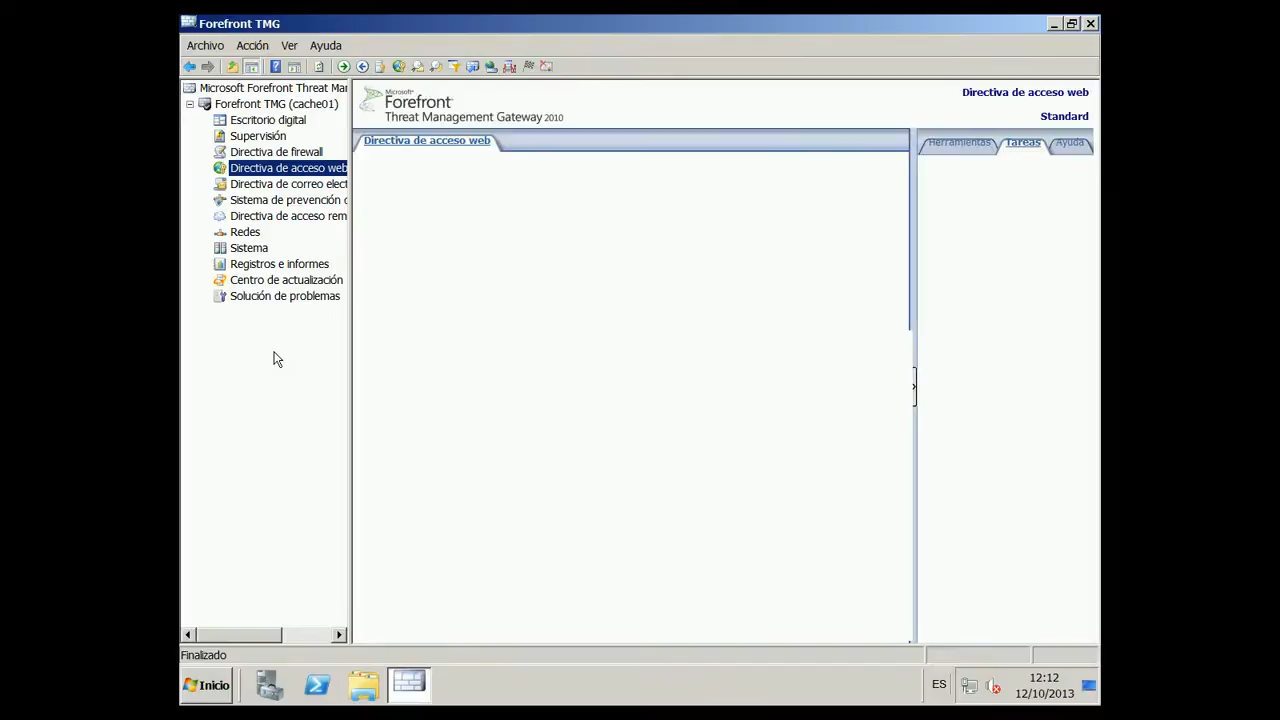 Forefront TMG
Archivo Acción Ver Ayuda
Microsoft Forefront Threat Mar
Forefront TMG (cache01)
Escritorio digital
Supervisión
Directiva de firewall
Directiva de acceso web
Directiva de correo elect
Sistema de prevención d
Directiva de acceso rem
Redes
Sistema
Registros e informes
Centro de actualización
Solución de problemas
Microsoft®
Forefront
Threat Management Gateway 2010
Directiva de acceso web
Standard
Directiva de acceso web
Herramientas Tareas Ayuda
Finalizado
Inicio
ES
12:12
12/10/2013